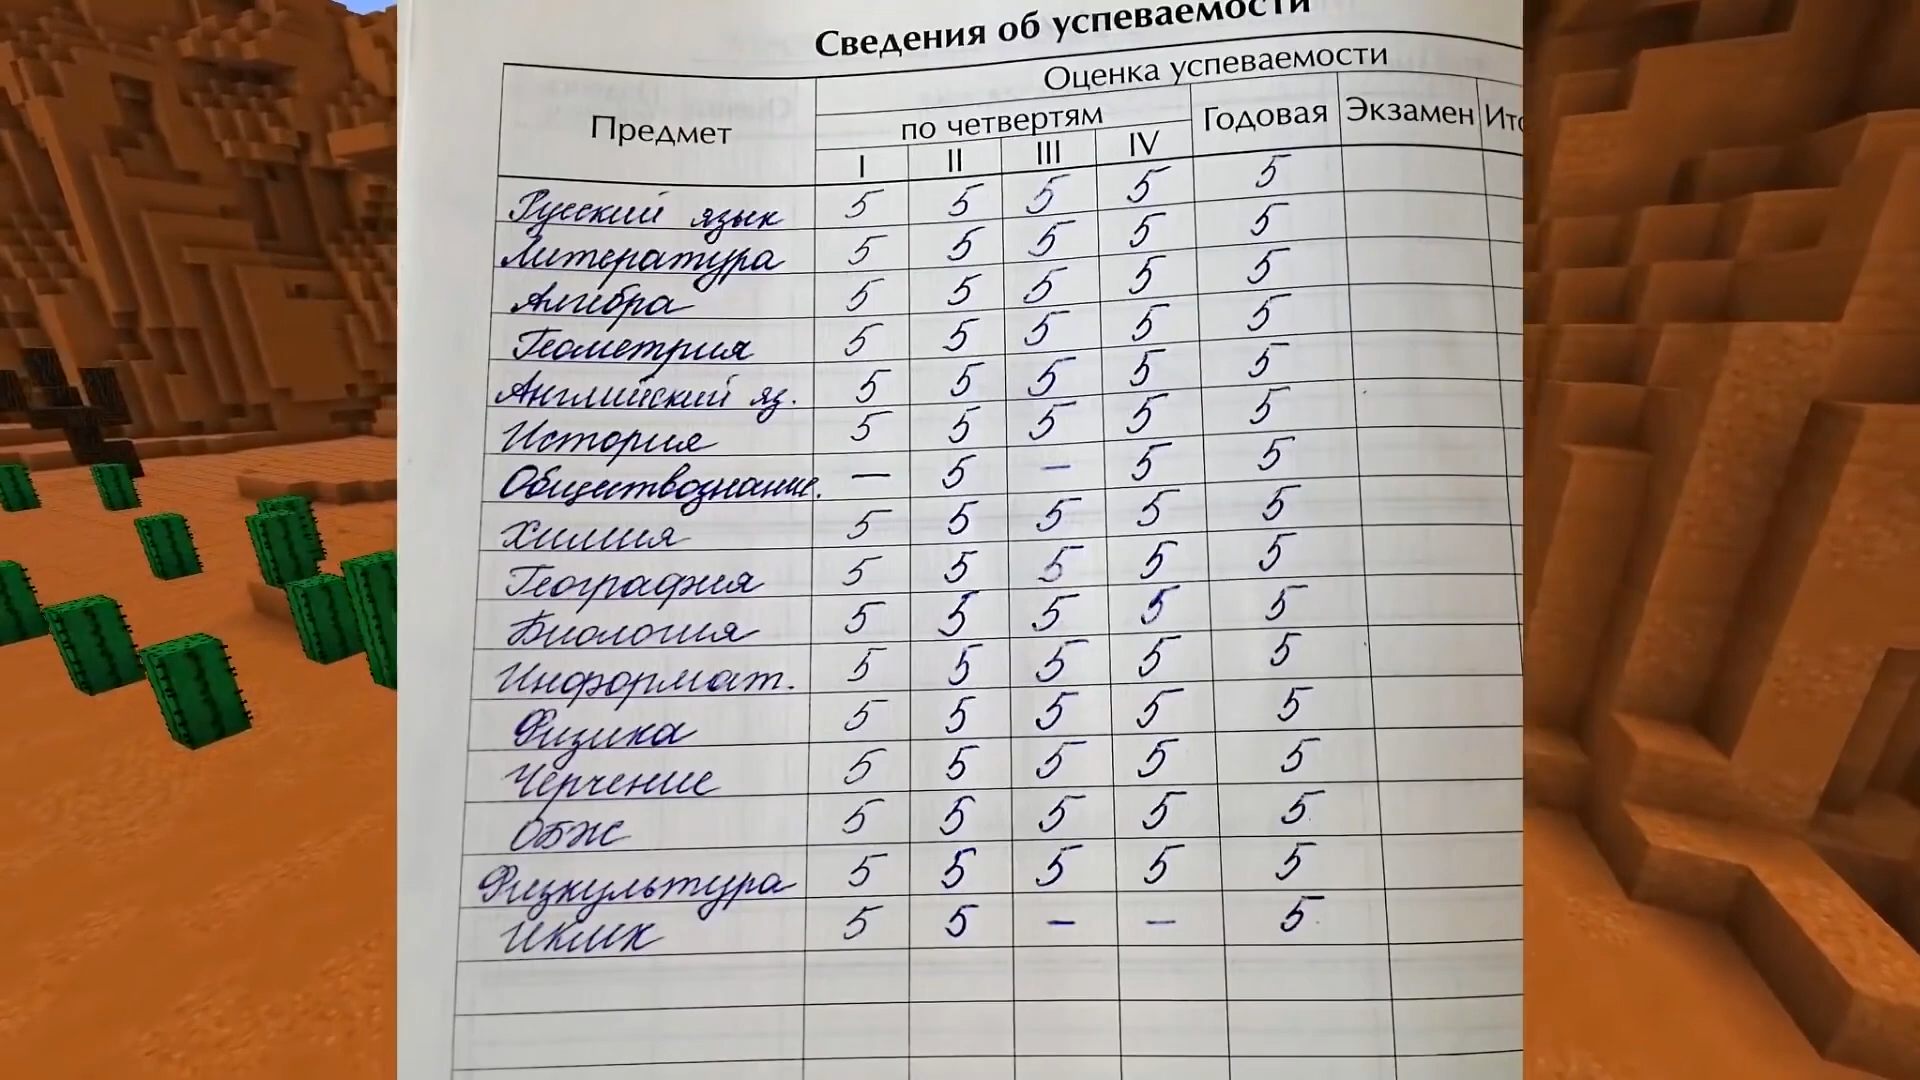 Сведения об успеваемости
Оценка успеваемости
Предмет по четвертям Годовая Экзамен Ито
I II III IV
Русский язык 5 5 5 5 5
Литература 5 5 5 5 5
Алгебра 5 5 5 5 5
Геометрия 5 5 5 5 5
Английский яз. 5 5 5 5 5
История 5 5 5 5 5
Обществознание. — 5 – 5 5
Химия 5 5 5 5 5
География 5 5 5 5 5
Биология 5 5 5 5 5
Информат. 5 5 5 5 5
Физика 5 5 5 5 5
Черчение 5 5 5 5 5
ОБЖ 5 5 5 5 5
Физкультура 5 5 5 5 5
ИКМК 5 5 – – 5